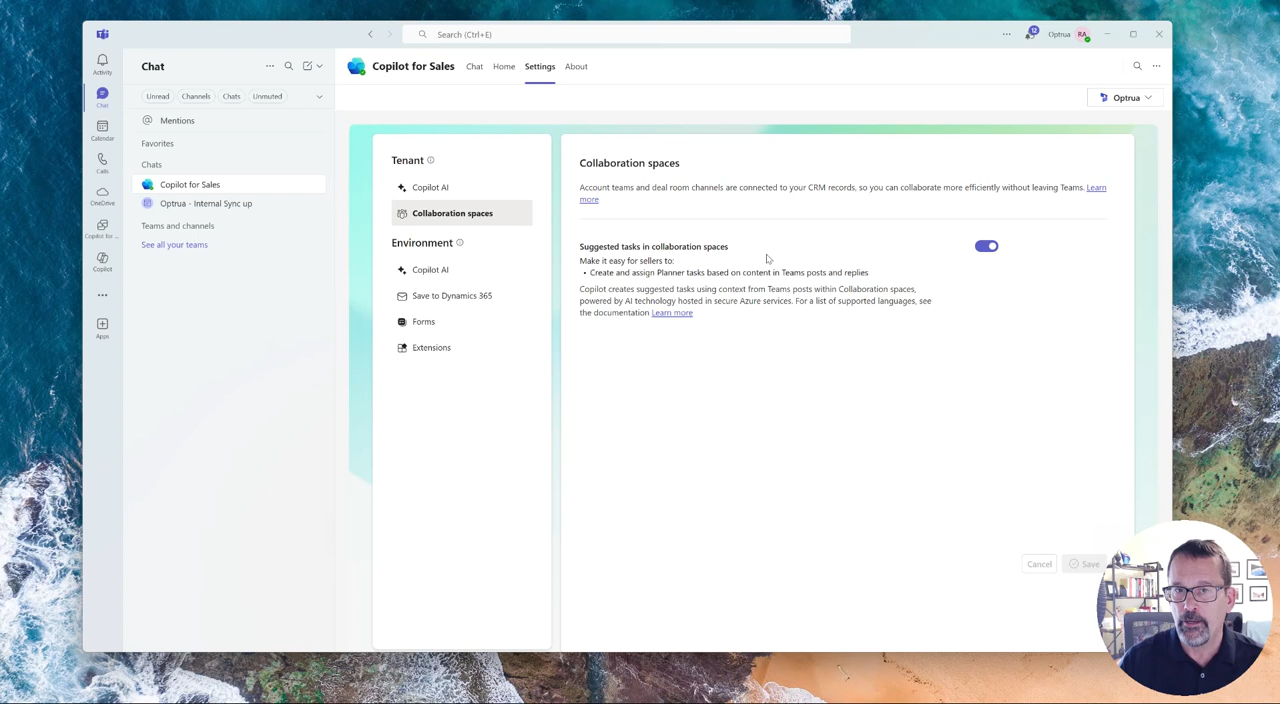 Search (Ctrl+E)
12
Optrua
RA
Activity
Chat
Calendar
Calls
OneDrive
Copilot for ...
Copilot
Apps
Chat
Unread
Channels
Chats
Unmuted
Mentions
Favorites
Chats
Copilot for Sales
Optrua - Internal Sync up
Teams and channels
See all your teams
Copilot for Sales
Chat
Home
Settings
About
Optrua
Tenant
Copilot AI
Collaboration spaces
Environment
Copilot AI
Save to Dynamics 365
Forms
Extensions
Collaboration spaces
Account teams and deal room channels are connected to your CRM records, so you can collaborate more efficiently without leaving Teams. Learn
more
Suggested tasks in collaboration spaces
Make it easy for sellers to:
• Create and assign Planner tasks based on content in Teams posts and replies
Copilot creates suggested tasks using context from Teams posts within Collaboration spaces,
powered by AI technology hosted in secure Azure services. For a list of supported languages, see
the documentation Learn more
Cancel
Save